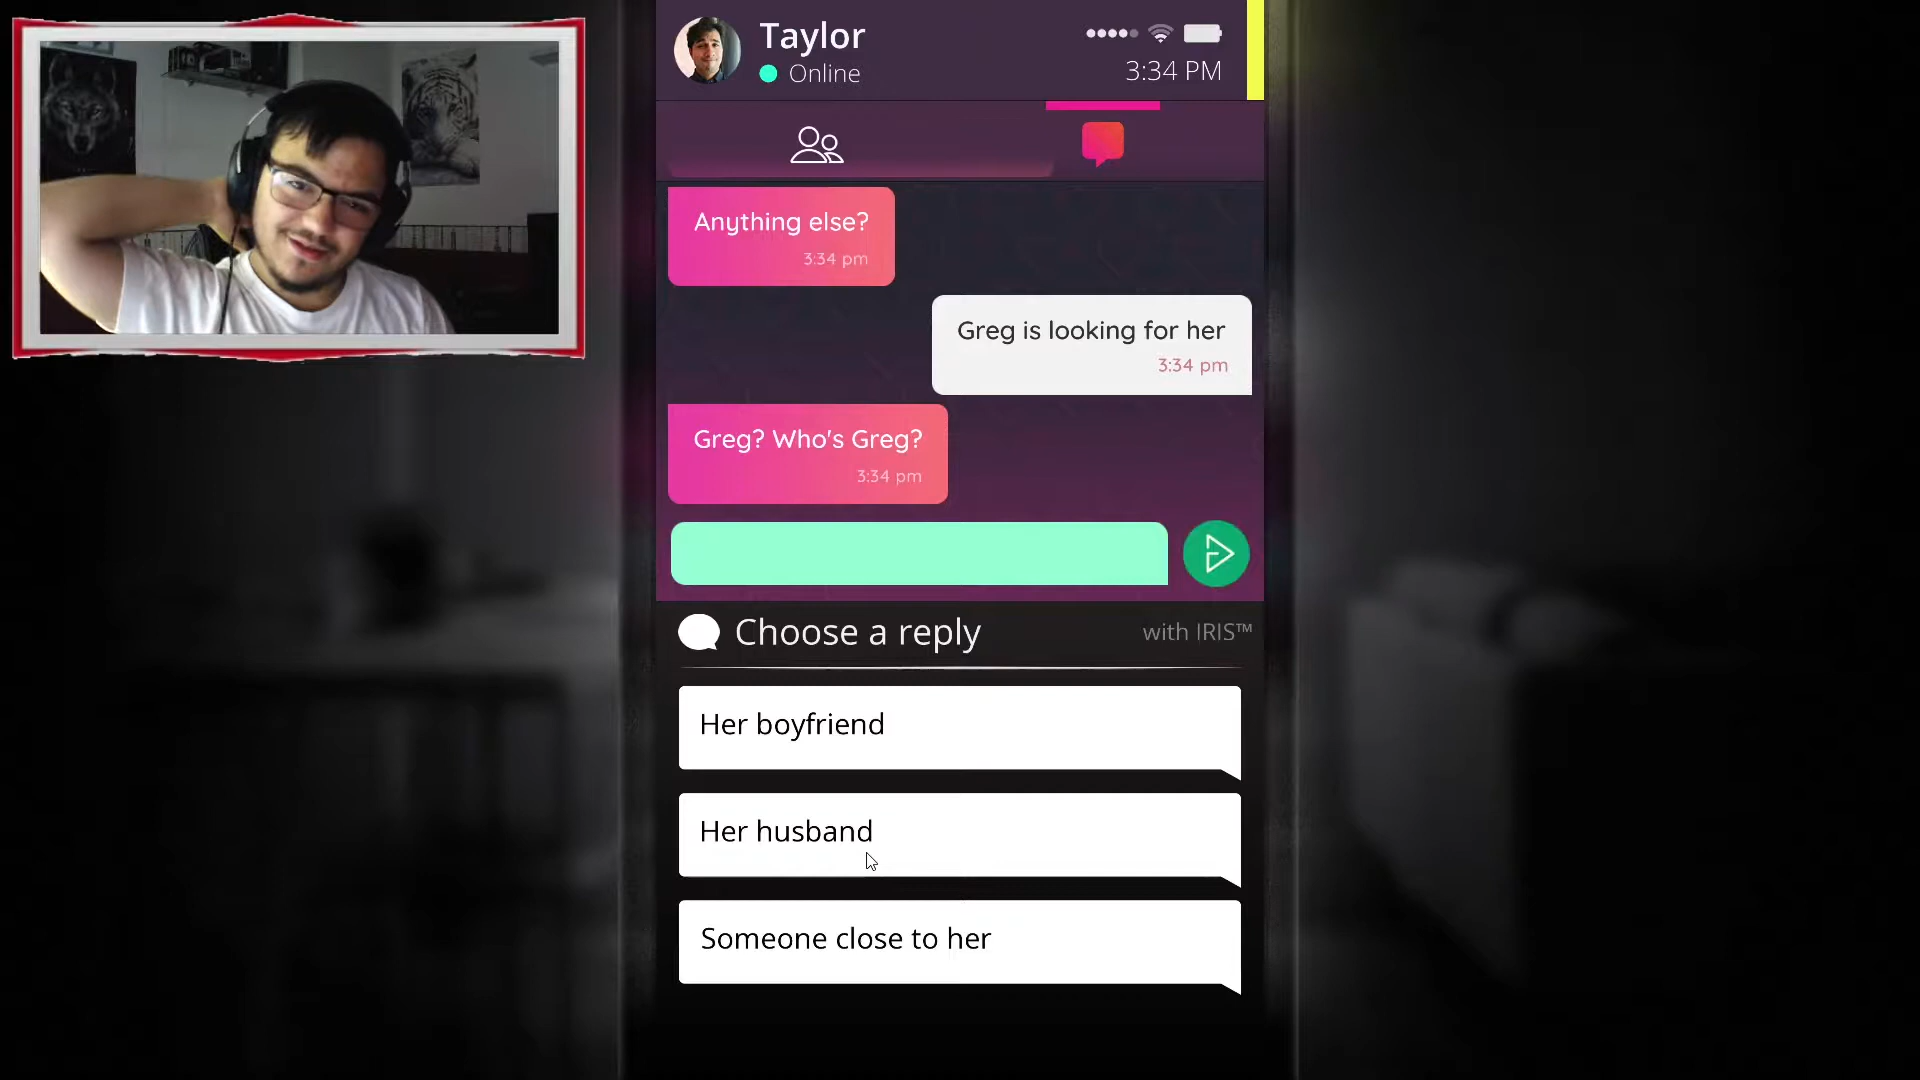 Taylor
Online
3:34 PM
Anything else?
3:34 pm
Greg is looking for her
3:34 pm
Greg? Who's Greg?
3:34 pm
Choose a reply
with IRIS™
Her boyfriend
Her husband
Someone close to her